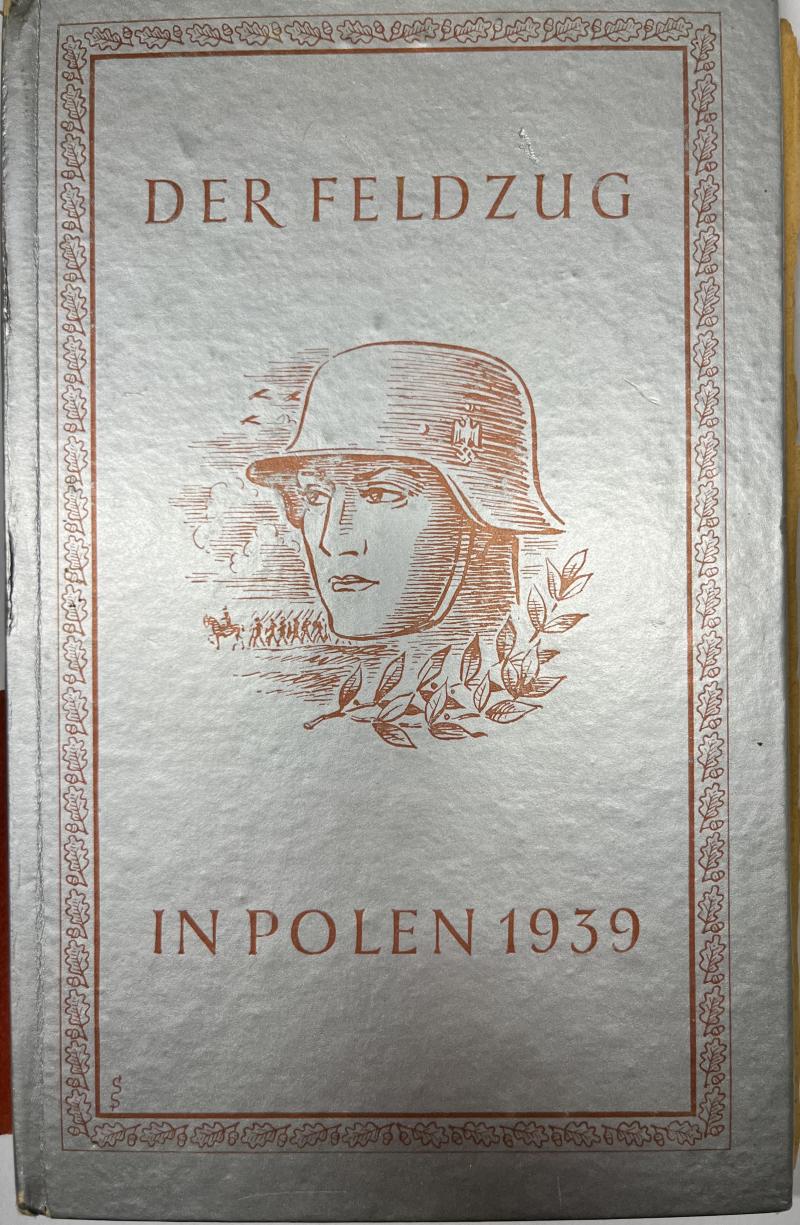 DER FELDZUG
IN POLEN 1939